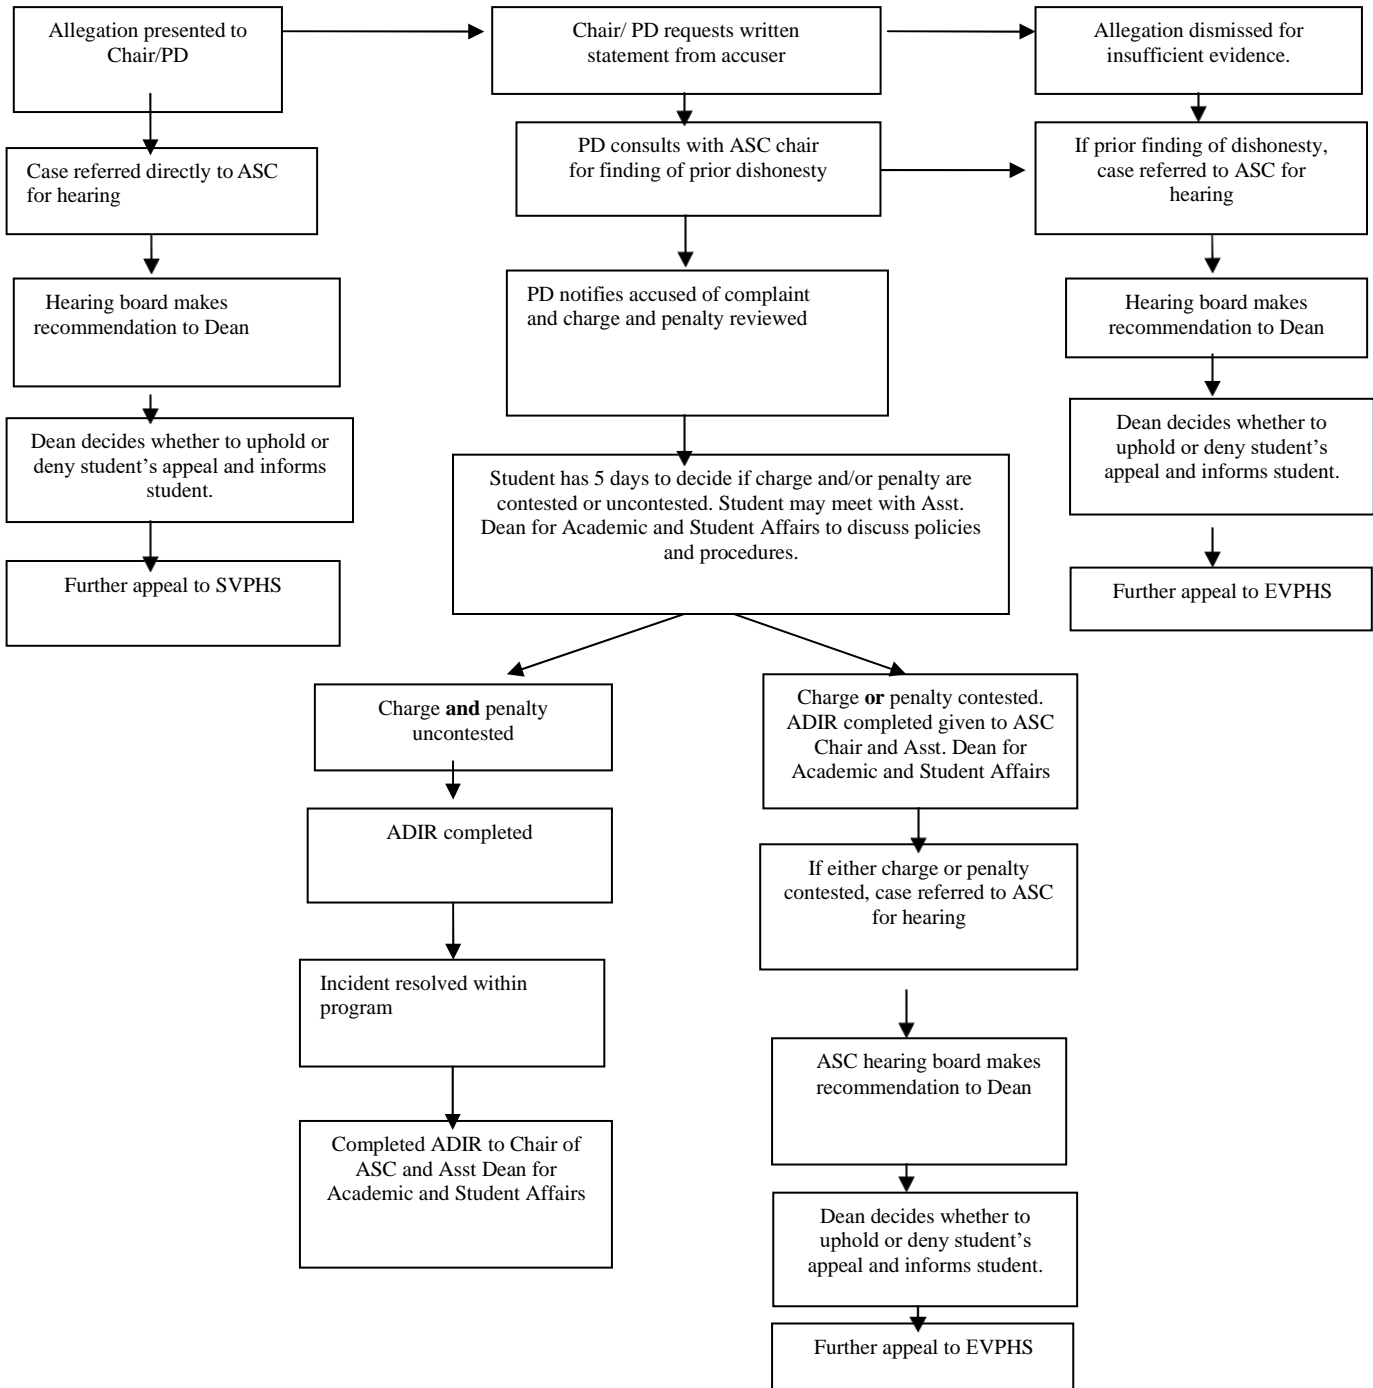 Allegation presented to
Chair/PD
Chair/ PD requests written
statement from accuser
Allegation dismissed for
insufficient evidence.
Case referred directly to ASC
for hearing
PD consults with ASC chair
for finding of prior dishonesty
If prior finding of dishonesty,
case referred to ASC for
hearing
Hearing board makes
recommendation to Dean
PD notifies accused of complaint
and charge and penalty reviewed
Hearing board makes
recommendation to Dean
Dean decides whether to uphold or
deny student’s appeal and informs
student.
Student has 5 days to decide if charge and/or penalty are
contested or uncontested. Student may meet with Asst.
Dean for Academic and Student Affairs to discuss policies
and procedures.
Dean decides whether to
uphold or deny student’s
appeal and informs student.
Further appeal to SVPHS
Further appeal to EVPHS
Charge and penalty
uncontested
Charge or penalty contested.
ADIR completed given to ASC
Chair and Asst. Dean for
Academic and Student Affairs
ADIR completed
If either charge or penalty
contested, case referred to ASC
for hearing
Incident resolved within
program
ASC hearing board makes
recommendation to Dean
Completed ADIR to Chair of
ASC and Asst Dean for
Academic and Student Affairs
Dean decides whether to
uphold or deny student’s
appeal and informs student.
Further appeal to EVPHS